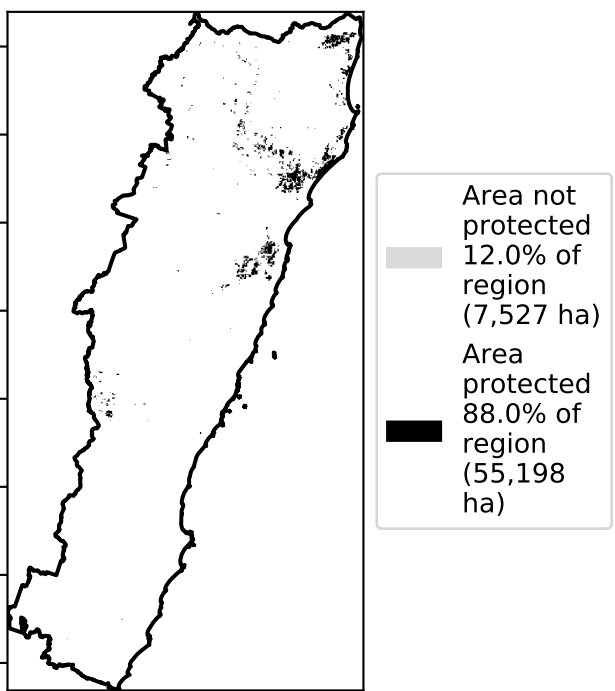 Area not
protected
12.0% of
region
(7,527 ha)
Area
protected
88.0% of
region
(55,198
ha)